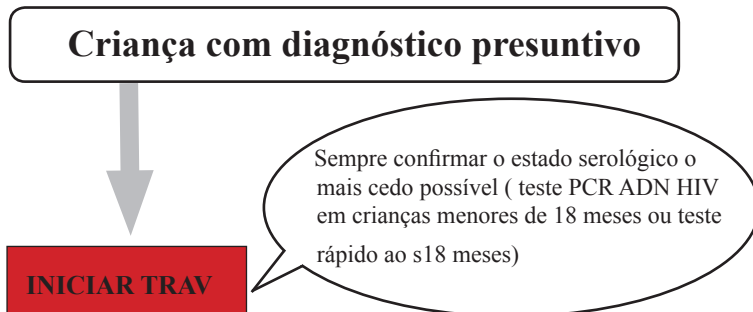 Criança com diagnóstico presuntivo
Sempre confirmar o estado serológico o
mais cedo possível ( teste PCR ADN HIV
em crianças menores de 18 meses ou teste
rápido ao s18 meses)
INICIAR TRAV